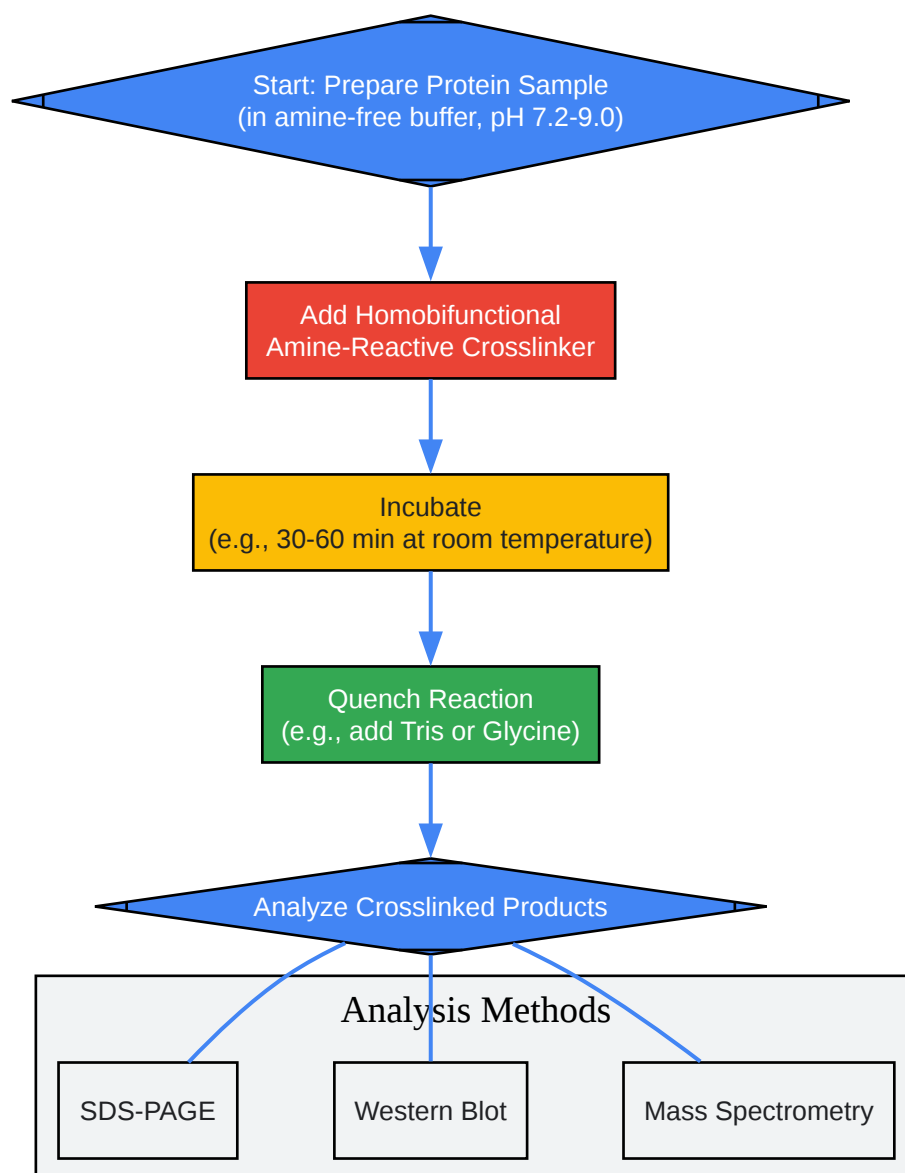 Start: Prepare Protein Sample
(in amine-free buffer, pH 7.2-9.0)
Add Homobifunctional
Amine-Reactive Crosslinker
Incubate
(e.g., 30-60 min at room temperature)
Quench Reaction
(e.g., add Tris or Glycine)
Analyze Crosslinked Products
Analysis Methods
SDS-PAGE
Western Blot
Mass Spectrometry